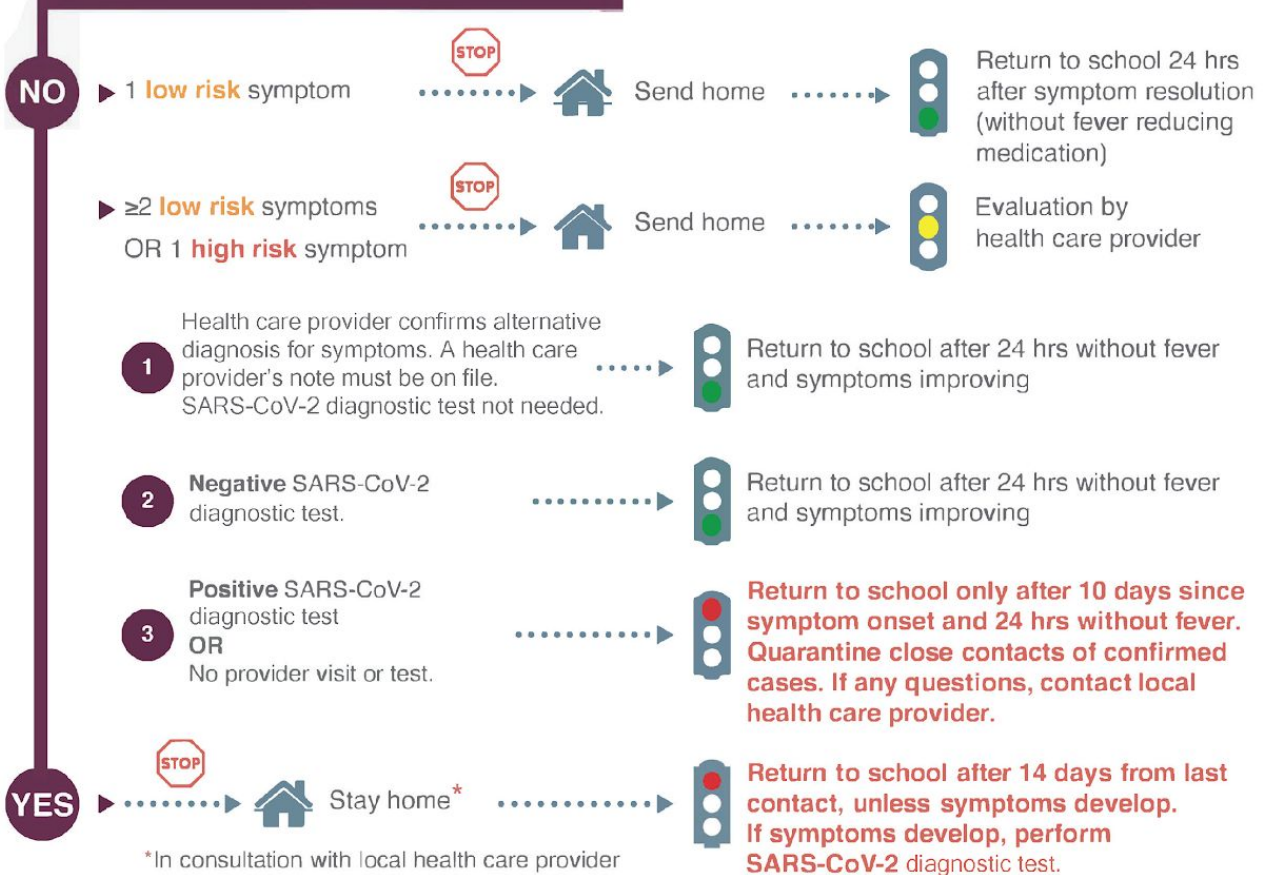 NO
1 low risk symptom
STOP
Send home
Return to school 24 hrs
after symptom resolution
(without fever reducing
medication)
≥2 low risk symptoms
OR 1 high risk symptom
STOP
Send home
Evaluation by
health care provider
1
Health care provider confirms alternative
diagnosis for symptoms. A health care
provider's note must be on file.
SARS-CoV-2 diagnostic test not needed.
Return to school after 24 hrs without fever
and symptoms improving
2
Negative SARS-CoV-2
diagnostic test.
Return to school after 24 hrs without fever
and symptoms improving
3
Positive SARS-CoV-2
diagnostic test
OR
No provider visit or test.
Return to school only after 10 days since
symptom onset and 24 hrs without fever.
Quarantine close contacts of confirmed
cases. If any questions, contact local
health care provider.
YES
STOP
Stay home*
Return to school after 14 days from last
contact, unless symptoms develop.
If symptoms develop, perform
SARS-CoV-2 diagnostic test.
*In consultation with local health care provider